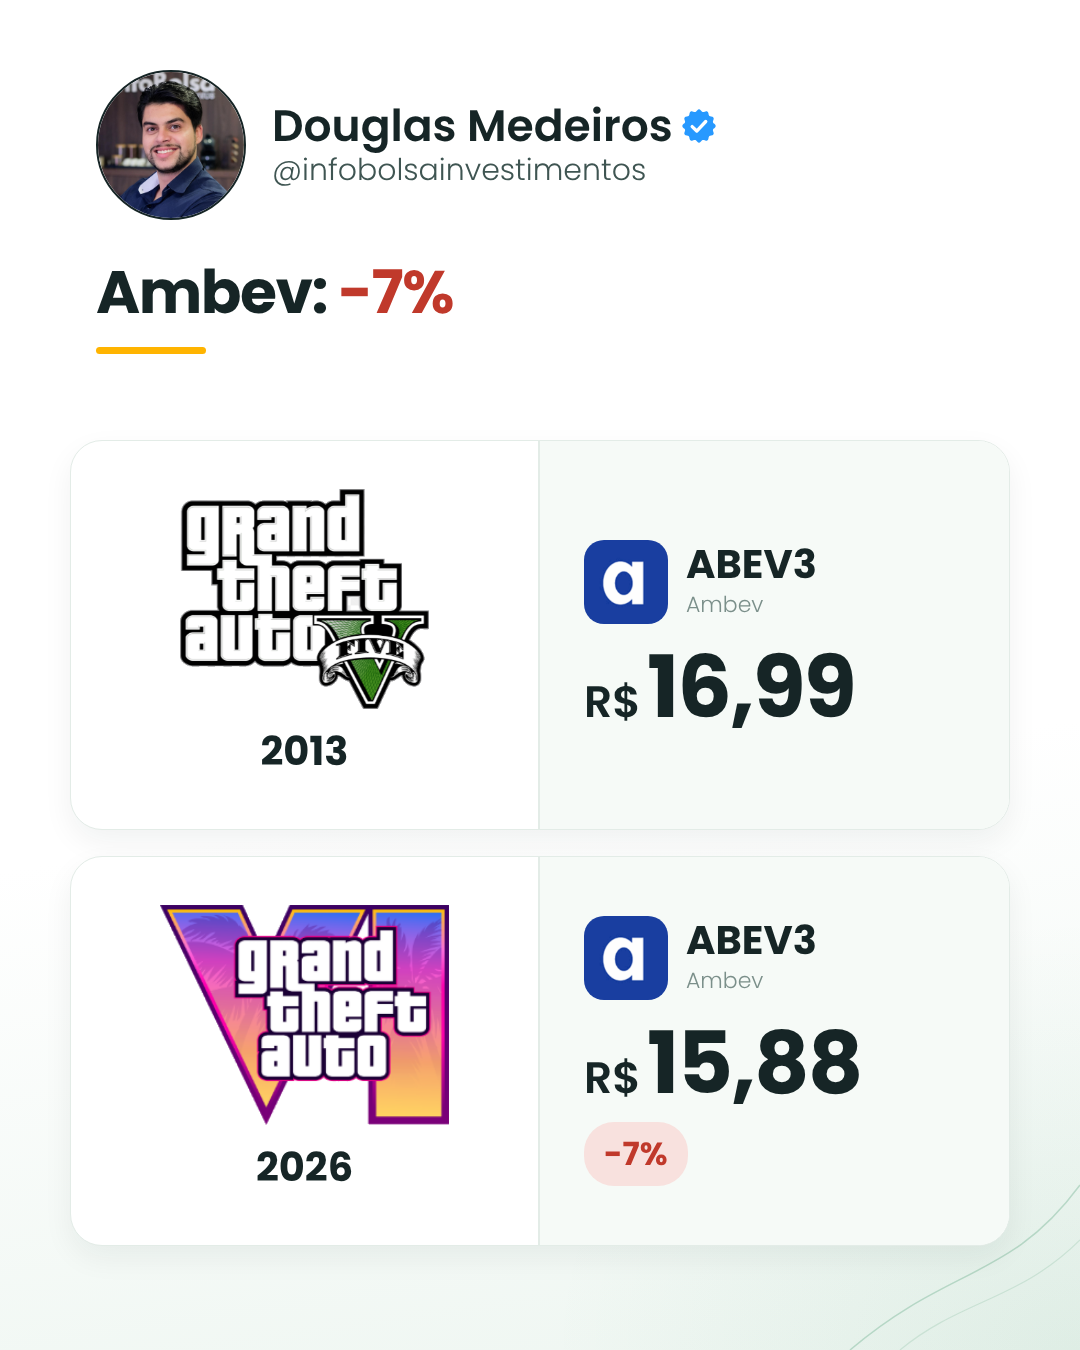 Douglas Medeiros
@infobolsainvestimentos
Ambev: -7%
grand
theft
auto
FIVE
2013
a
ABEV3
Ambev
R$ 16,99
VI
grand
theft
auto
2026
a
ABEV3
Ambev
R$ 15,88
-7%